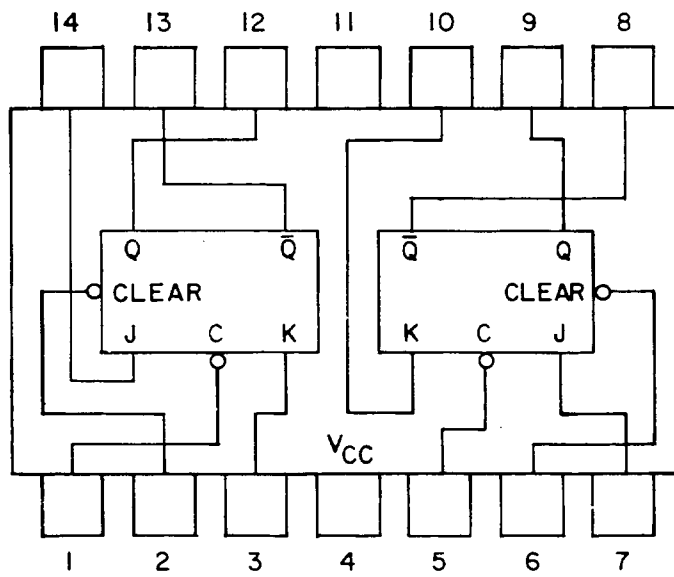 14 13 12 11 10 9 8
Q Q̅ Q̅ Q
CLEAR CLEAR
J C K K C J
VCC
1 2 3 4 5 6 7